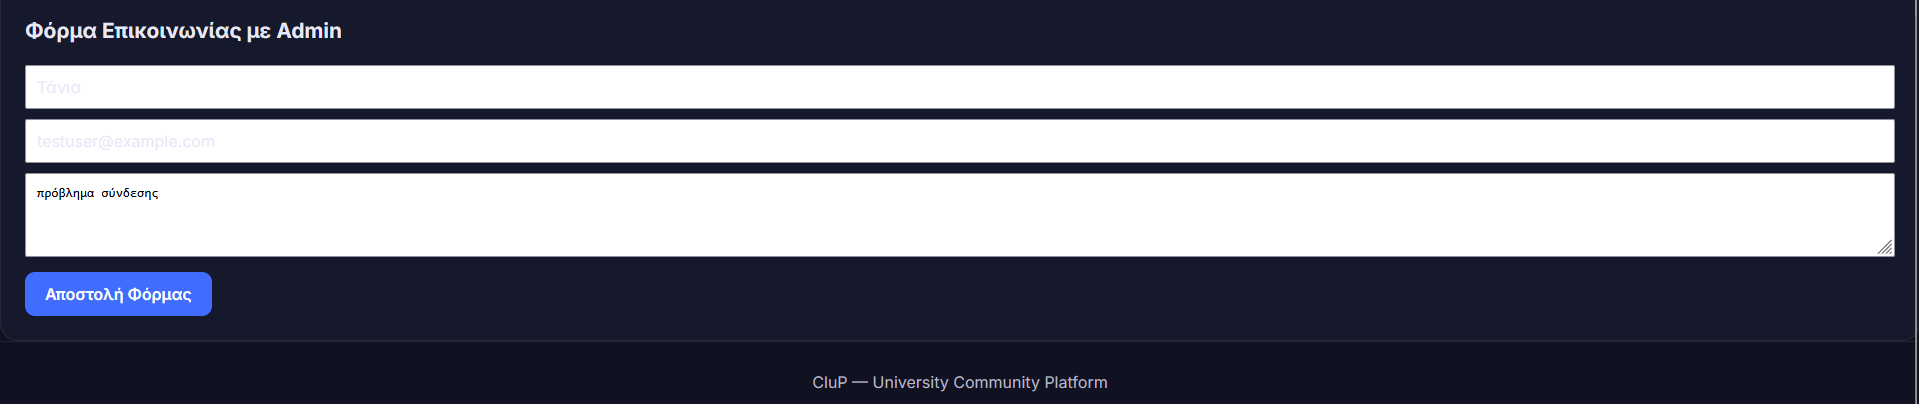 Φόρμα Επικοινωνίας με Admin
Τάνια
testuser@example.com
πρόβλημα σύνδεσης
Αποστολή Φόρμας
CluP — University Community Platform